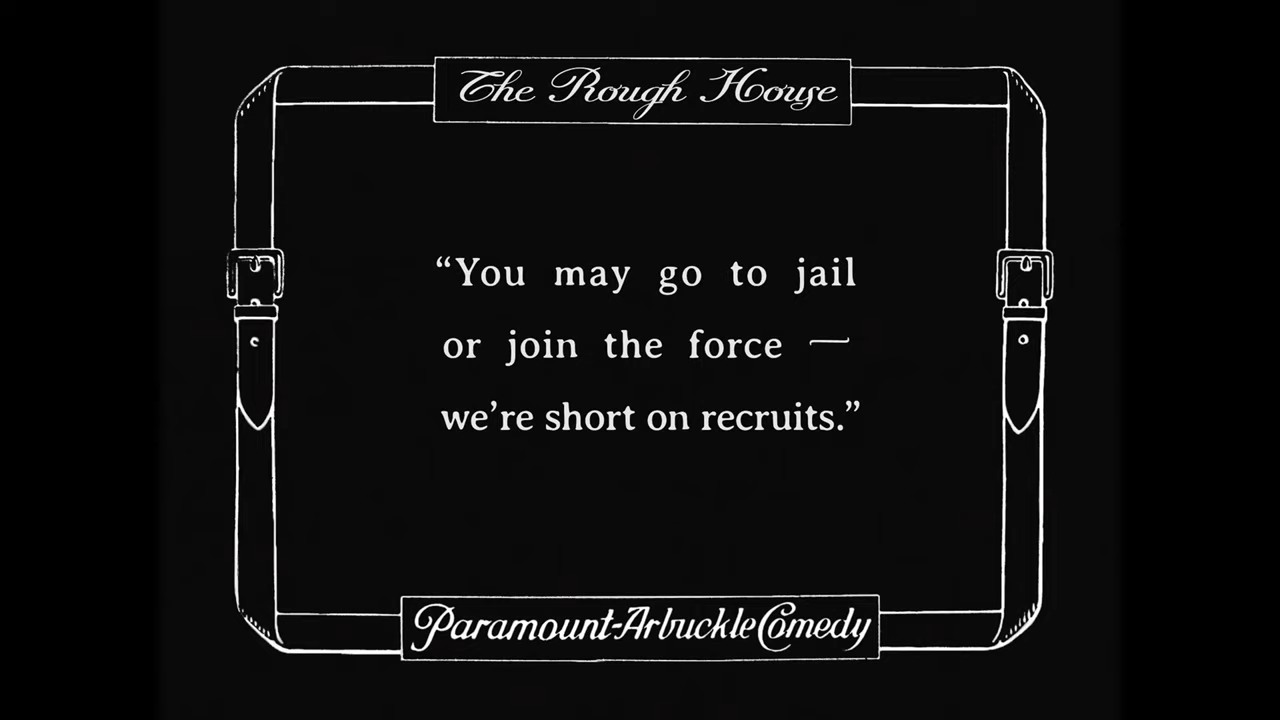 The Rough House
“You may go to jail
or join the force —
we’re short on recruits.”
Paramount-Arbuckle Comedy